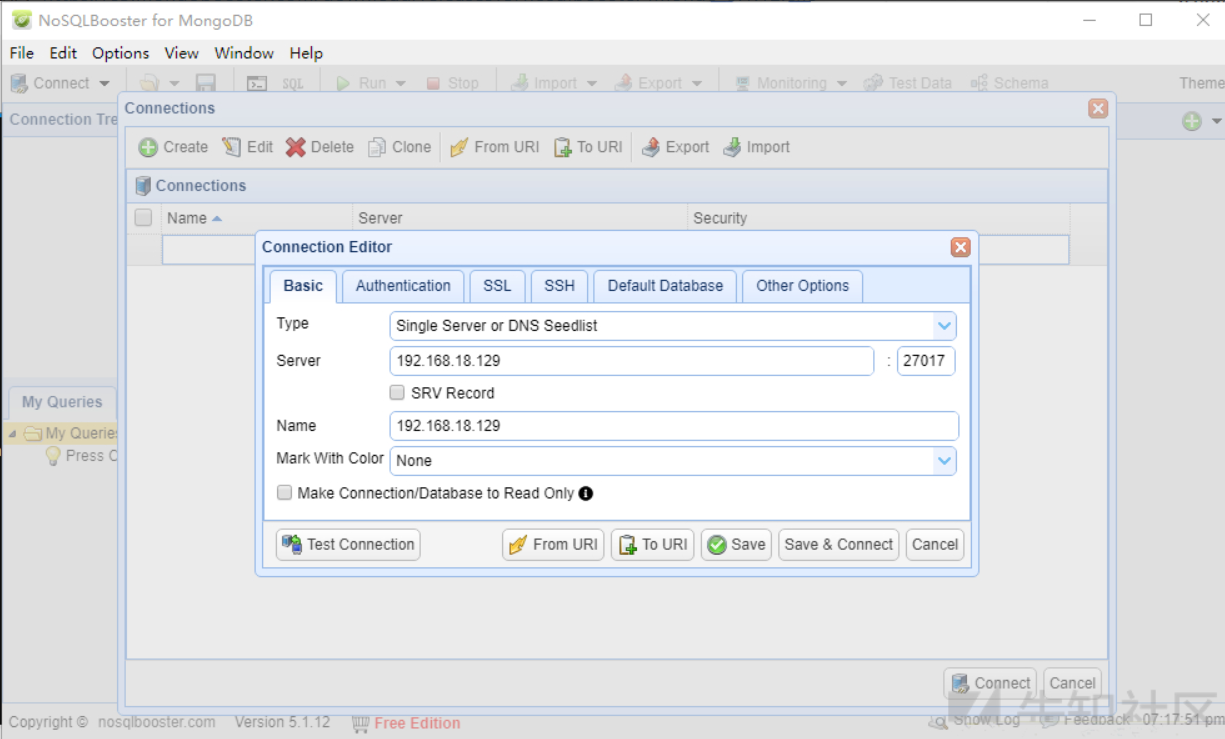 NoSQLBooster for MongoDB
File Edit Options View Window Help
Connect SQL Run Stop Import Export Monitoring Test Data Schema Theme
Connection Tre
Connections
Create Edit Delete Clone From URI To URI Export Import
Connections
Name Server Security
Connection Editor
Basic Authentication SSL SSH Default Database Other Options
Type Single Server or DNS Seedlist
Server 192.168.18.129 : 27017
SRV Record
Name 192.168.18.129
Mark With Color None
Make Connection/Database to Read Only
Test Connection From URI To URI Save Save & Connect Cancel
My Queries
My Querie
Press C
Connect Cancel
先知社区
Copyright © nosqlbooster.com Version 5.1.12 Free Edition Show Log Feedback 07:17:51 pm